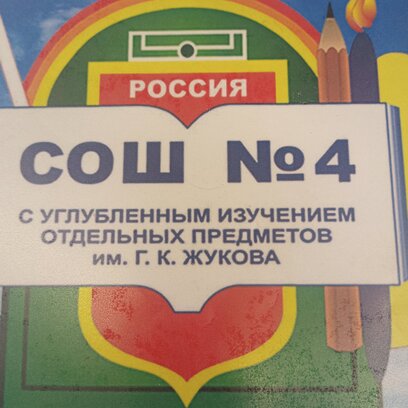 РОССИЯ
СОШ №4
С УГЛУБЛЕННЫМ ИЗУЧЕНИЕМ
ОТДЕЛЬНЫХ ПРЕДМЕТОВ
им. Г. К. ЖУКОВА